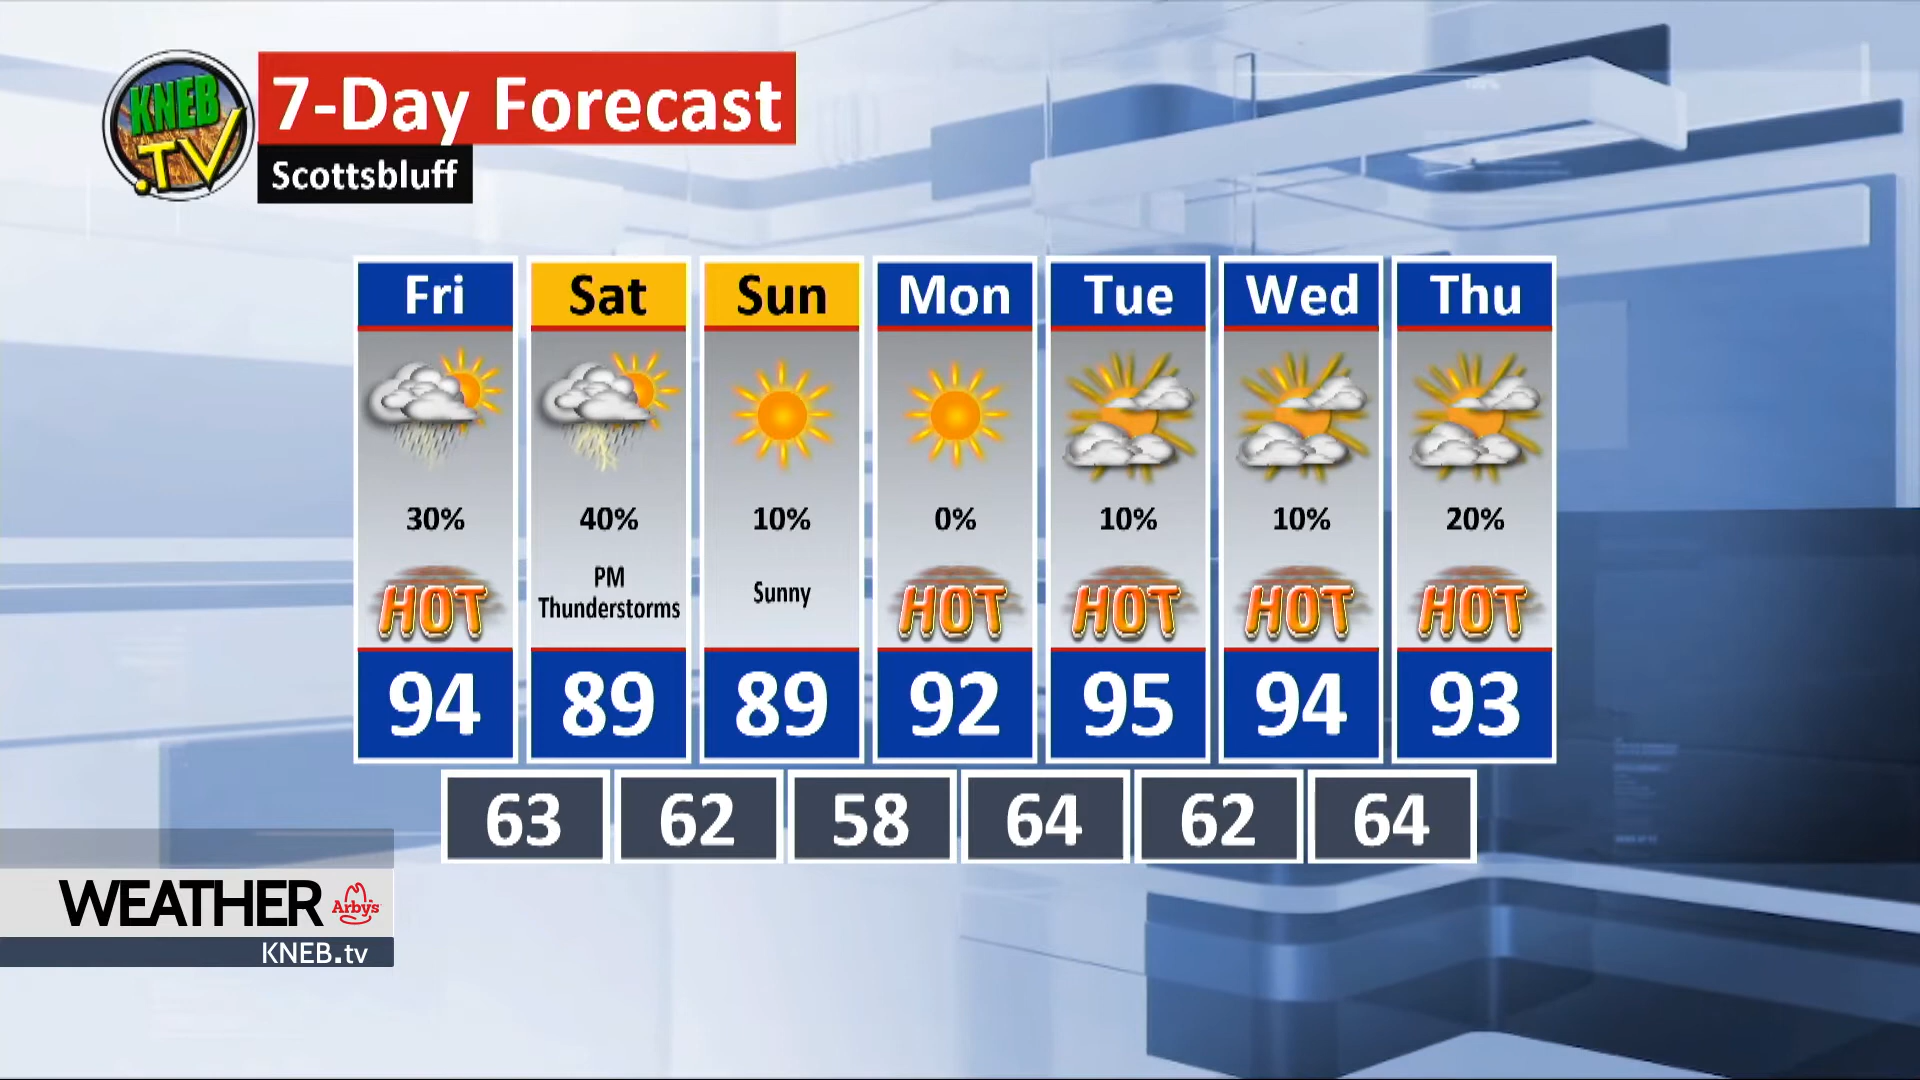 KNEB
.TV
7-Day Forecast
Scottsbluff
Fri Sat Sun Mon Tue Wed Thu
30% 40% 10% 0% 10% 10% 20%
HOT PM Thunderstorms Sunny HOT HOT HOT HOT
94 89 89 92 95 94 93
63 62 58 64 62 64
WEATHER Arby's
KNEB.tv